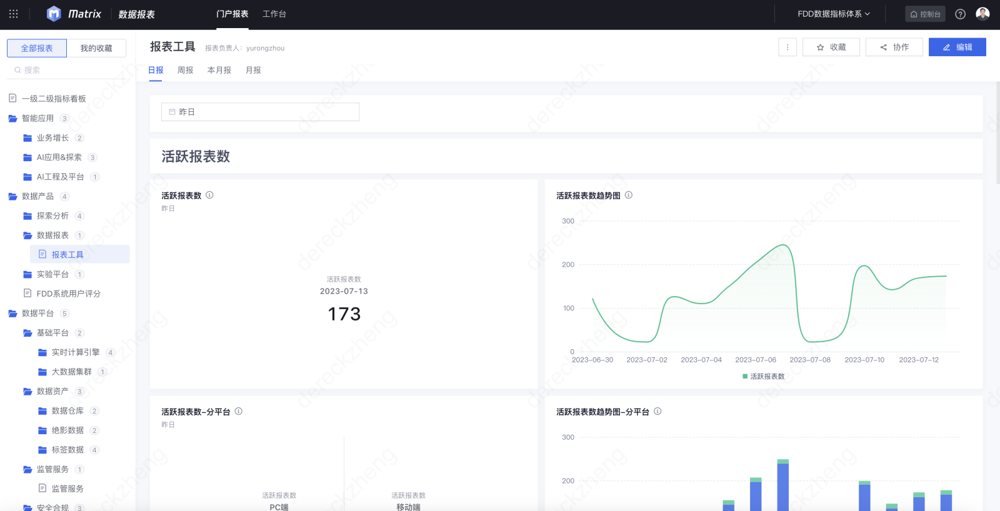 Matrix 数据报表 门户报表 工作台 FDD数据指标体系 控制台
全部报表 我的收藏
搜索
一级二级指标看板
智能应用 3
业务增长 2
AI应用&探索 3
AI工程及平台 1
数据产品 4
探索分析 4
数据报表 1
报表工具
实验平台 1
FDD系统用户评分
数据平台 5
基础平台 2
实时计算引擎 4
大数据集群 1
数据资产 3
数据仓库 2
绝影数据 2
标签数据 4
监管服务 1
监管服务
安全合规 3
报表工具 报表负责人: yurongzhou
收藏 协作 编辑
日报 周报 本月报 月报
昨日
活跃报表数
活跃报表数
昨日
活跃报表数
2023-07-13
173
活跃报表数趋势图
300
200
100
0
2023-06-30 2023-07-02 2023-07-04 2023-07-06 2023-07-08 2023-07-10 2023-07-12
活跃报表数
活跃报表数-分平台
昨日
活跃报表数 活跃报表数
PC端 移动端
活跃报表数趋势图-分平台
300
200
dereckzheng